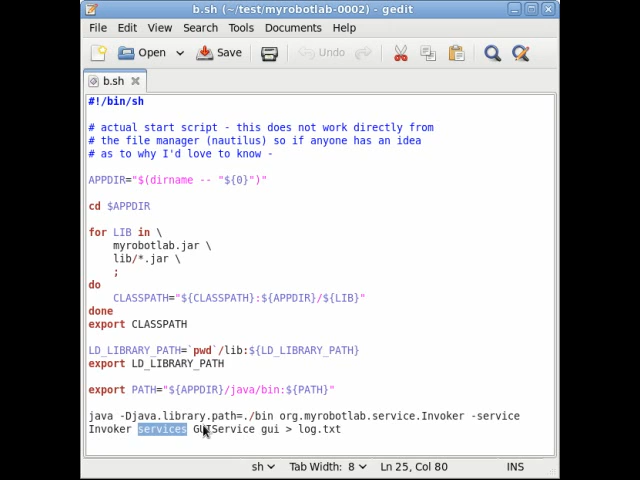 b.sh (~/test/myrobotlab-0002) - gedit
File Edit View Search Tools Documents Help
Open Save Undo
b.sh
#!/bin/sh
# actual start script - this does not work directly from
# the file manager (nautilus) so if anyone has an idea
# as to why I'd love to know -
APPDIR="$(dirname -- "${0}")"
cd $APPDIR
for LIB in \
myrobotlab.jar \
lib/*.jar \
;
do
CLASSPATH="${CLASSPATH}:${APPDIR}/${LIB}"
done
export CLASSPATH
LD_LIBRARY_PATH=`pwd`/lib:${LD_LIBRARY_PATH}
export LD_LIBRARY_PATH
export PATH="${APPDIR}/java/bin:${PATH}"
java -Djava.library.path=./bin org.myrobotlab.service.Invoker -service
Invoker services GUIService gui > log.txt
sh Tab Width: 8 Ln 25, Col 80 INS